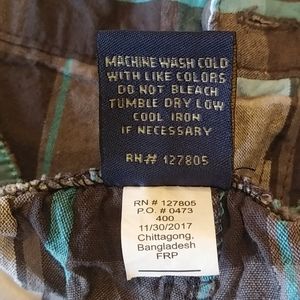 MACHINE WASH COLD
WITH LIKE COLORS
DO NOT BLEACH
TUMBLE DRY LOW
COOL IRON
IF NECESSARY
RN# 127805
RN # 127805
P.O. # 0473
400
11/30/2017
Chittagong,
Bangladesh
FRP